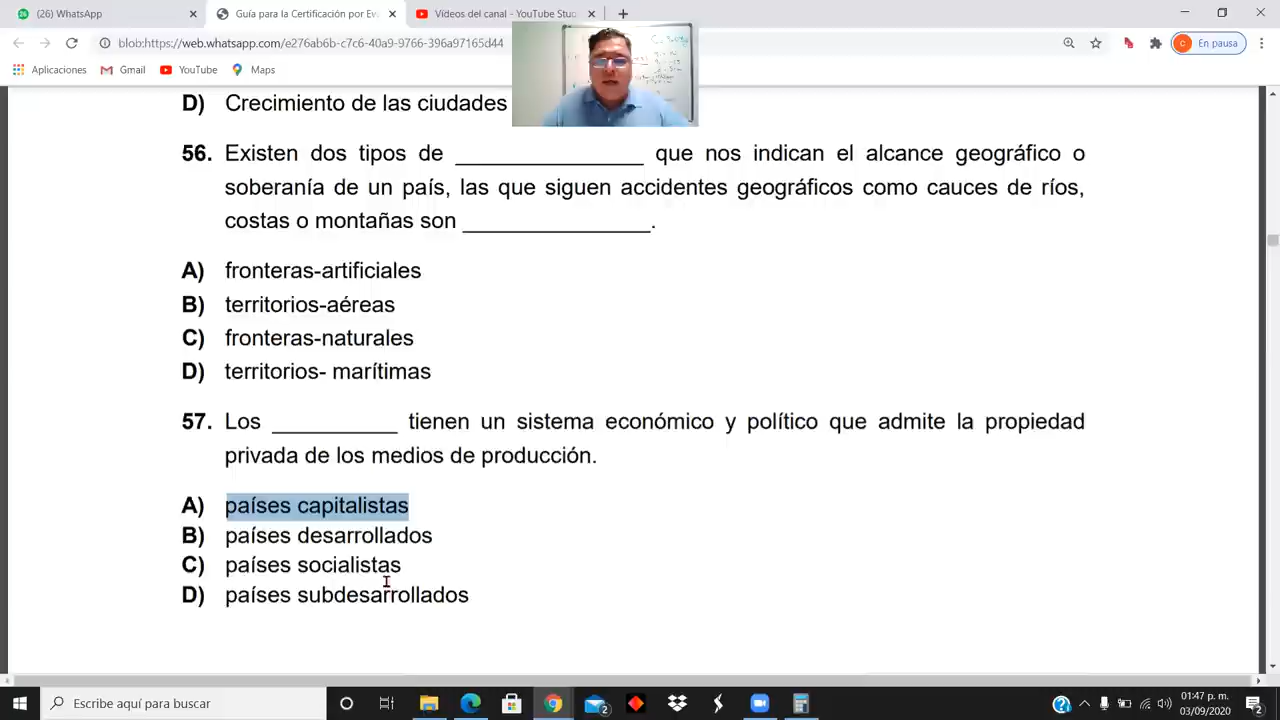 (26) WhatsApp
Guía para la Certificación por Ev
Vídeos del canal - YouTube Stu
blob:https://web.whatsapp.com/e276ab6b-17c6-40a9-9766-396a97165d44
En pausa
Aplicaciones
Gmail
YouTube
Maps
D) Crecimiento de las ciudades
56. Existen dos tipos de _______________ que nos indican el alcance geográfico o
soberanía de un país, las que siguen accidentes geográficos como cauces de ríos,
costas o montañas son _______________.
A) fronteras-artificiales
B) territorios-aéreas
C) fronteras-naturales
D) territorios- marítimas
57. Los __________ tienen un sistema económico y político que admite la propiedad
privada de los medios de producción.
A) países capitalistas
B) países desarrollados
C) países socialistas
D) países subdesarrollados
Escribe aquí para buscar
01:47 p. m.
03/09/2020